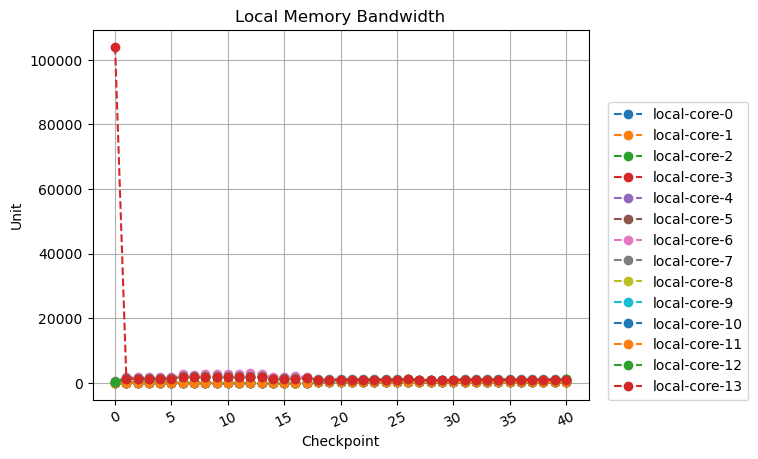 Local Memory Bandwidth
100000
80000
60000
40000
20000
0
Unit
0 5 10 15 20 25 30 35 40
Checkpoint
local-core-0
local-core-1
local-core-2
local-core-3
local-core-4
local-core-5
local-core-6
local-core-7
local-core-8
local-core-9
local-core-10
local-core-11
local-core-12
local-core-13